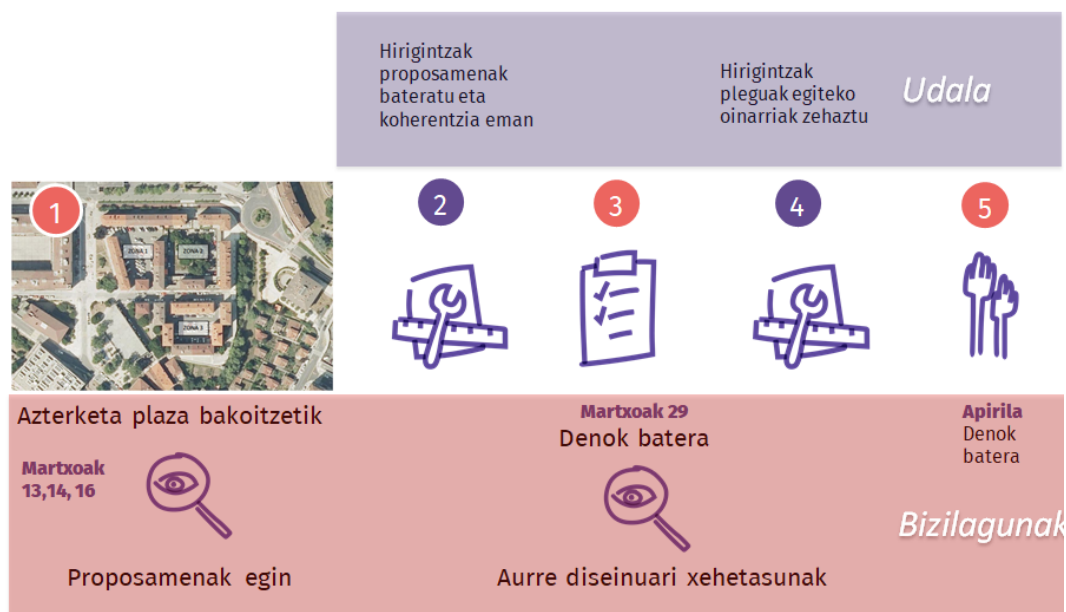 Hirigintzak
proposamenak
bateratu eta
koherentzia eman
Hirigintzak
pleguak egiteko
oinarriak zehaztu
Udala
1
2
3
4
5
ZONA 1
ZONA 2
ZONA 3
Azterketa plaza bakoitzetik
Martxoak
13,14, 16
Proposamenak egin
Martxoak 29
Denok batera
Aurre diseinuari xehetasunak
Apirila
Denok
batera
Bizilagunak